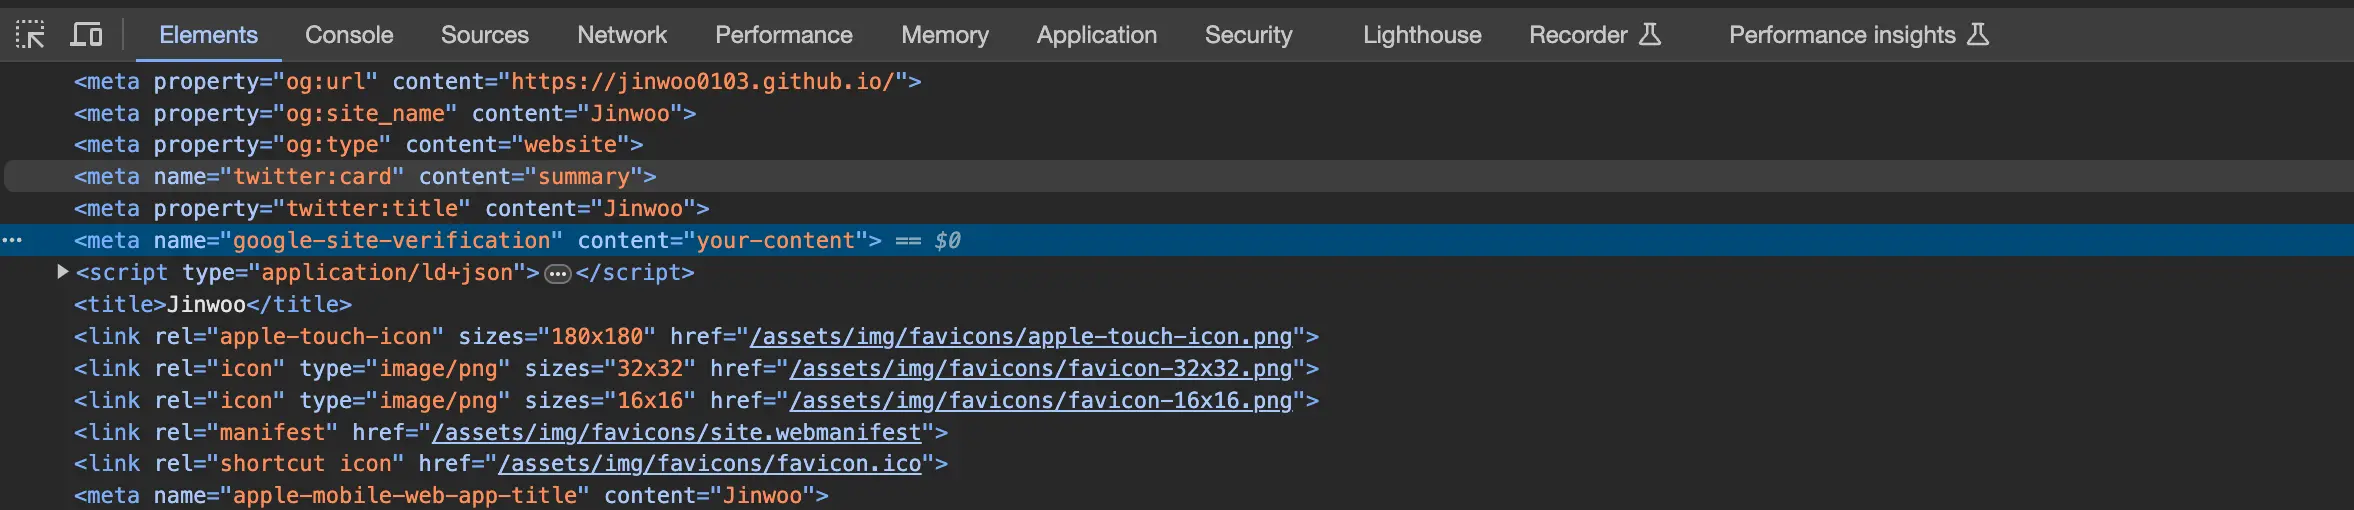 Elements Console Sources Network Performance Memory Application Security Lighthouse Recorder Performance insights
<meta property="og:url" content="https://jinwoo0103.github.io/">
<meta property="og:site_name" content="Jinwoo">
<meta property="og:type" content="website">
<meta name="twitter:card" content="summary">
<meta property="twitter:title" content="Jinwoo">
<meta name="google-site-verification" content="your-content"> == $0
<script type="application/ld+json">…</script>
<title>Jinwoo</title>
<link rel="apple-touch-icon" sizes="180x180" href="/assets/img/favicons/apple-touch-icon.png">
<link rel="icon" type="image/png" sizes="32x32" href="/assets/img/favicons/favicon-32x32.png">
<link rel="icon" type="image/png" sizes="16x16" href="/assets/img/favicons/favicon-16x16.png">
<link rel="manifest" href="/assets/img/favicons/site.webmanifest">
<link rel="shortcut icon" href="/assets/img/favicons/favicon.ico">
<meta name="apple-mobile-web-app-title" content="Jinwoo">